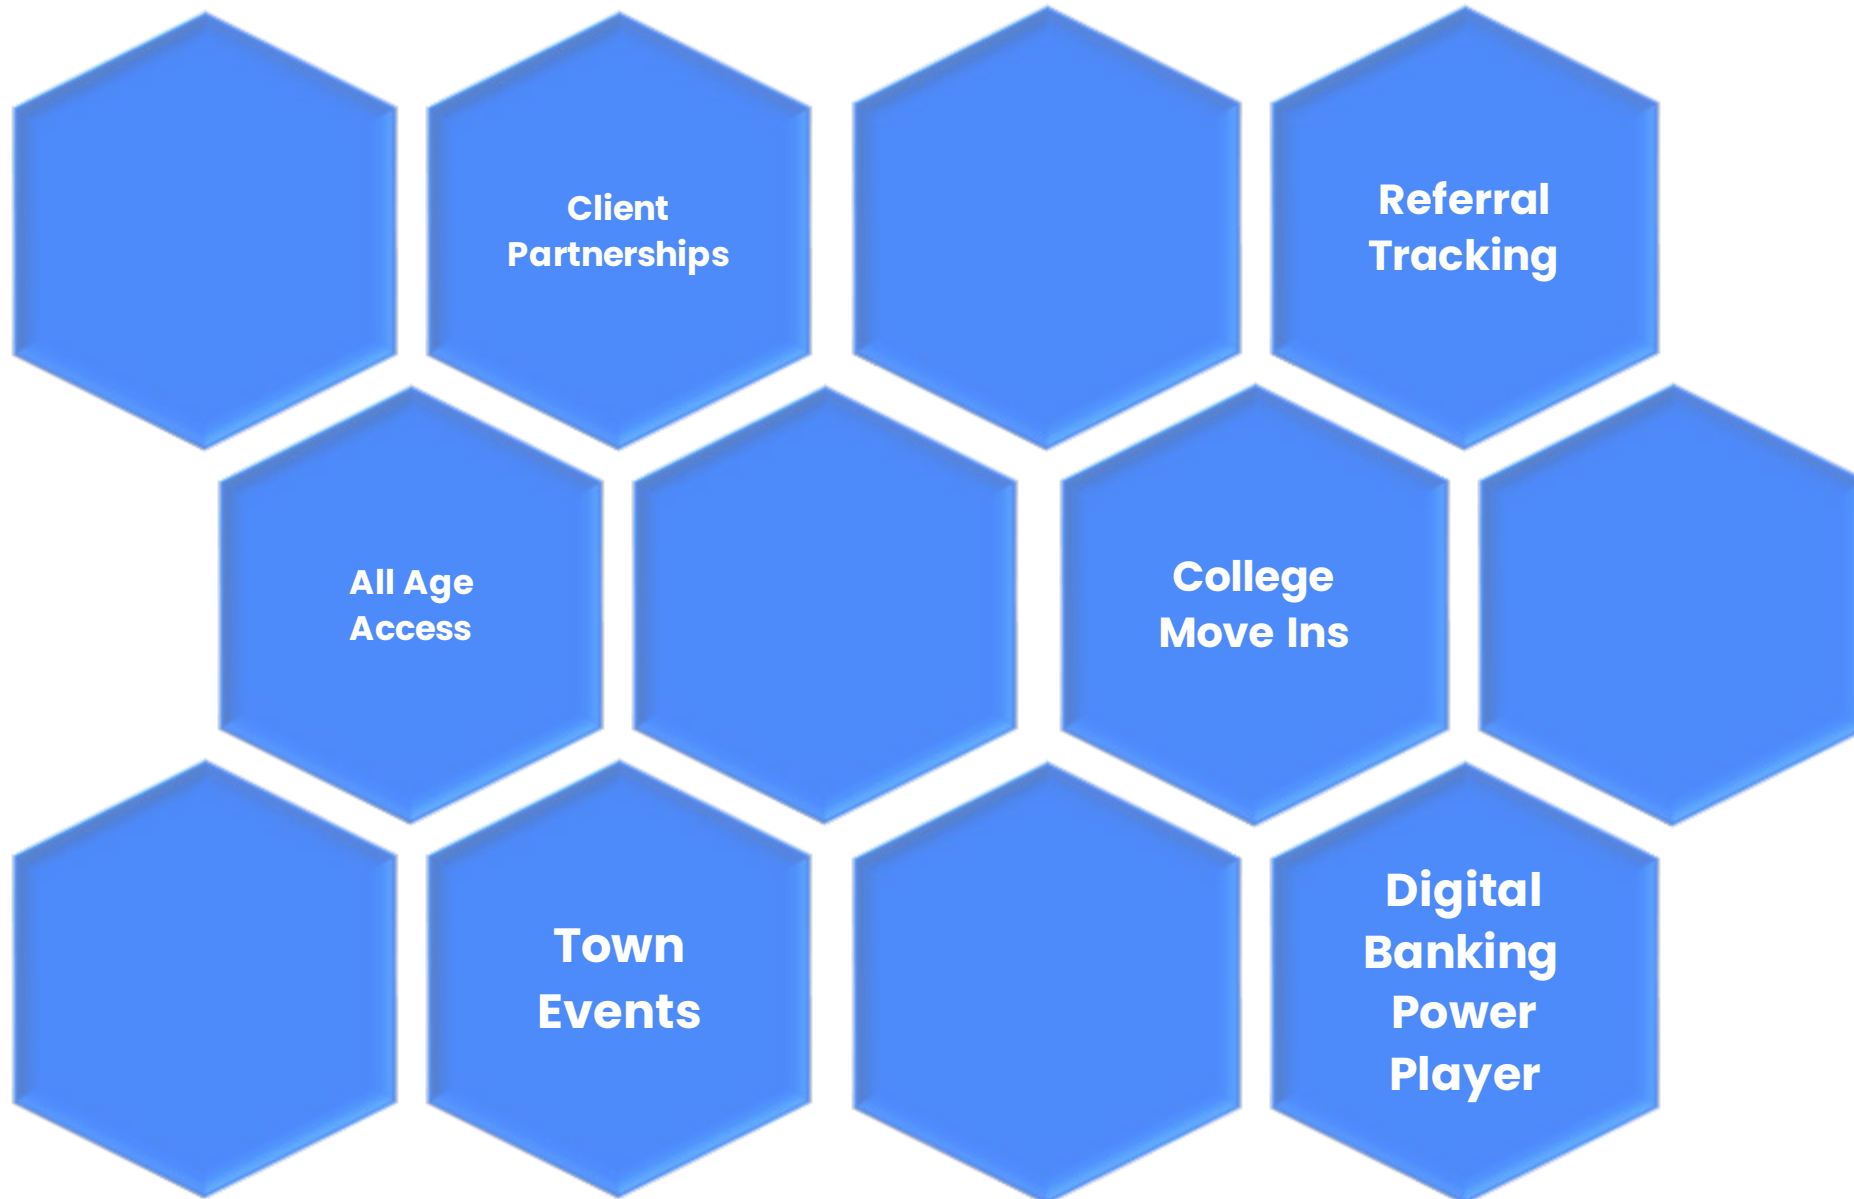 Client
Partnerships
Referral
Tracking
All Age
Access
College
Move Ins
Town
Events
Digital
Banking
Power
Player